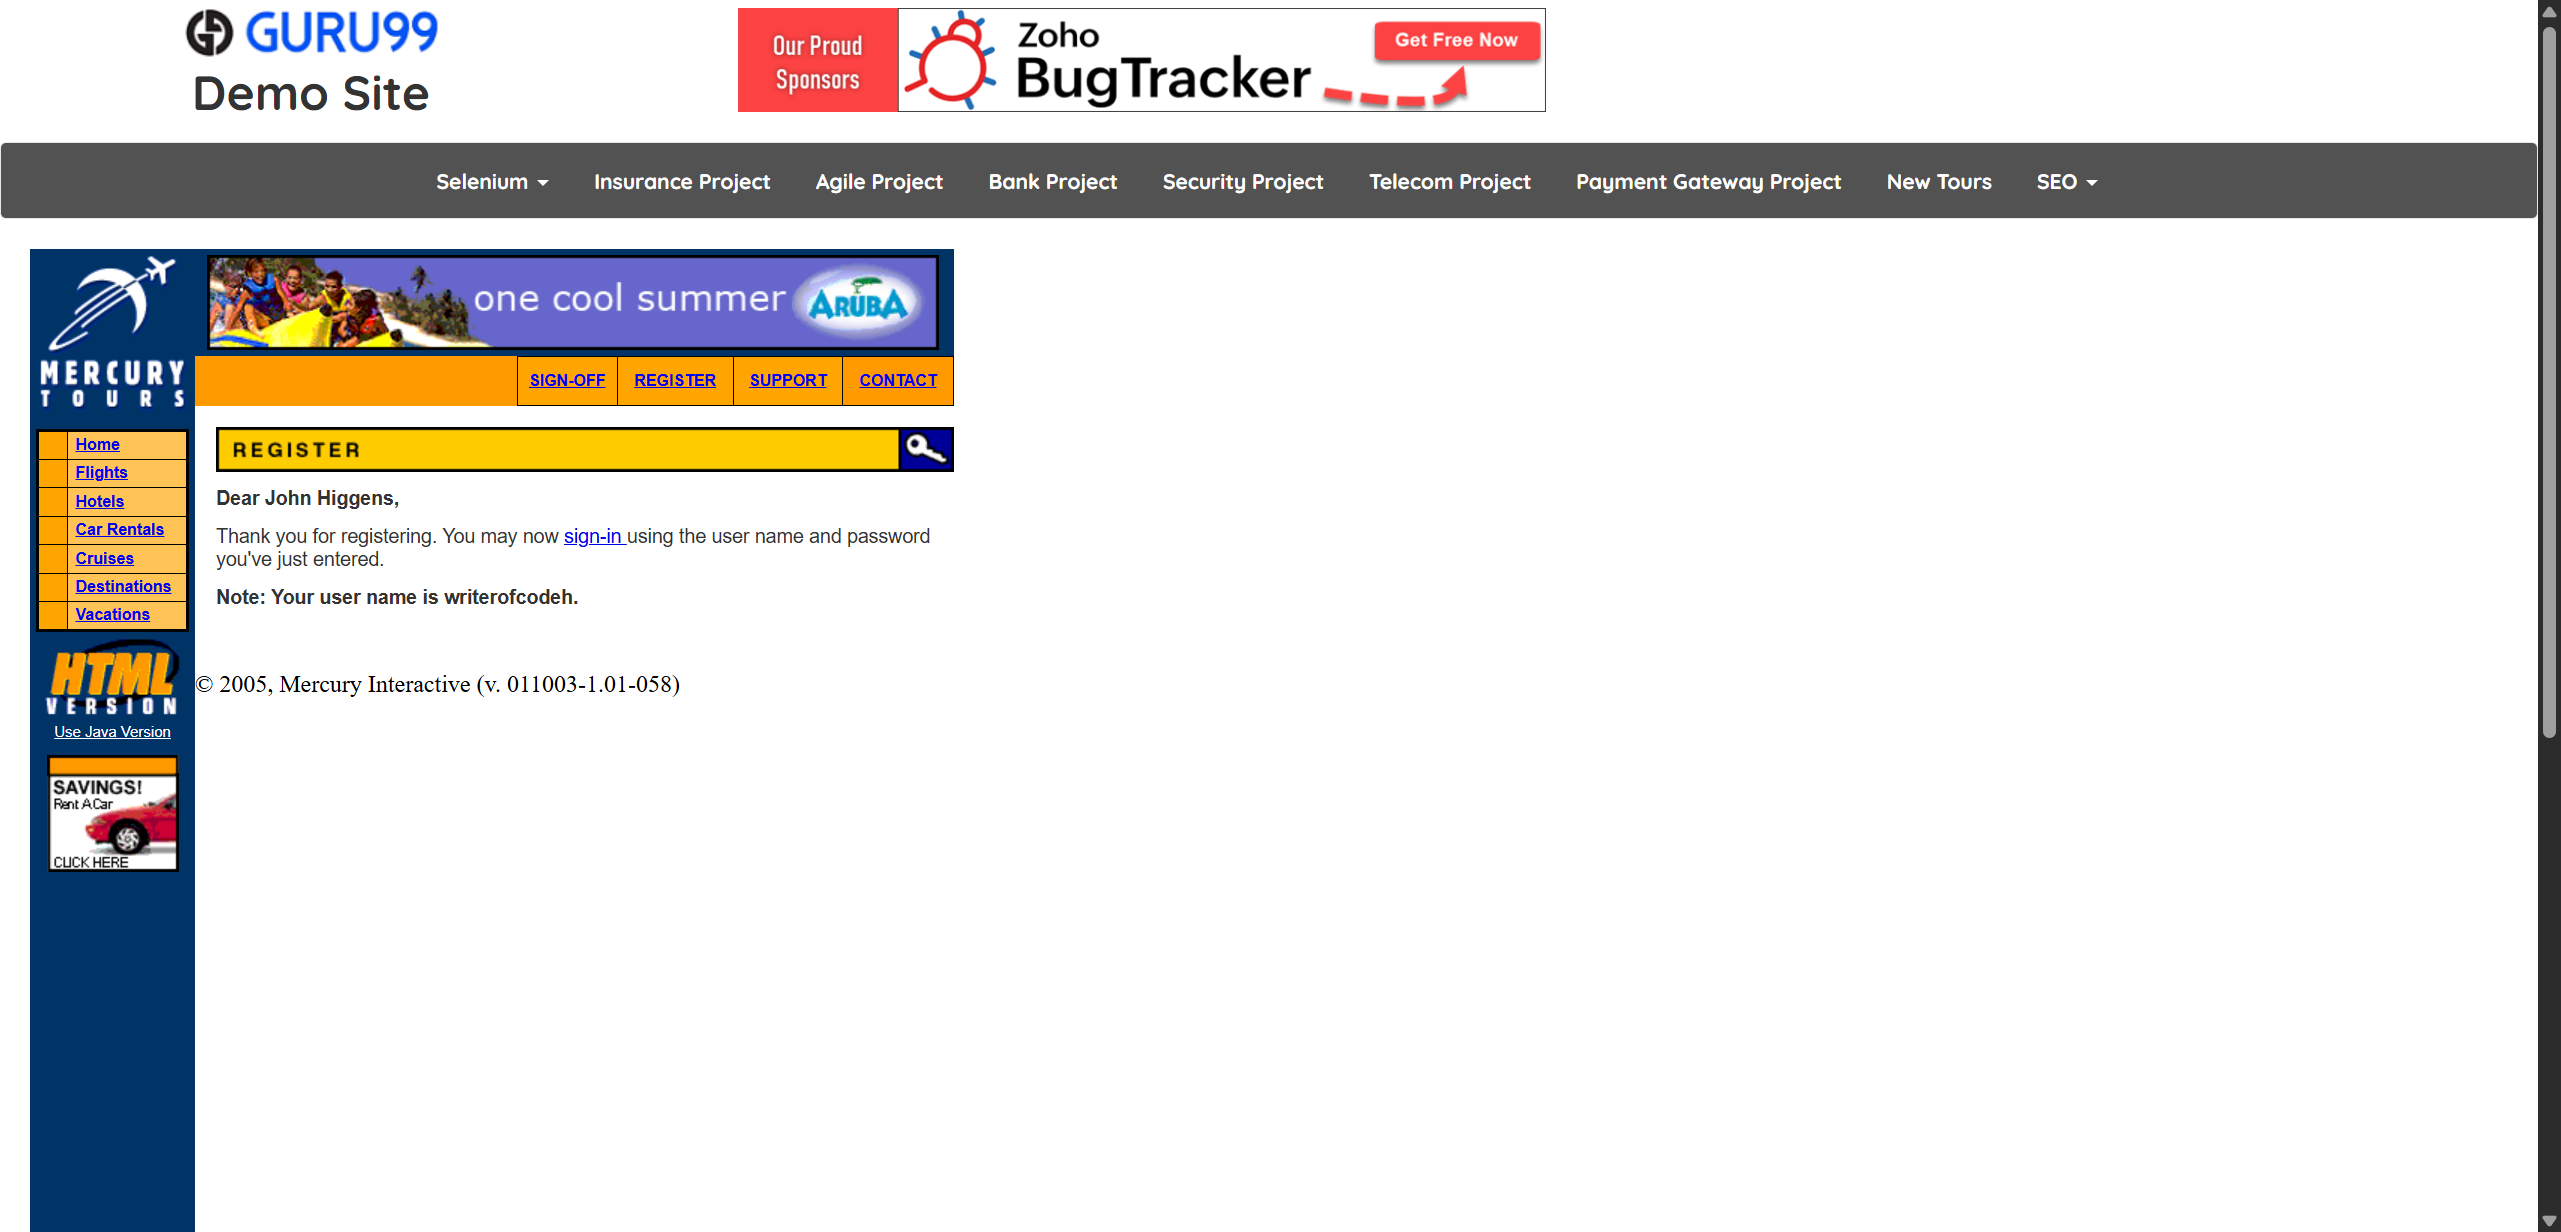 GURU99
Demo Site
Our Proud
Sponsors
Zoho
BugTracker
Get Free Now
Selenium
Insurance Project
Agile Project
Bank Project
Security Project
Telecom Project
Payment Gateway Project
New Tours
SEO
one cool summer
ARUBA
MERCURY
TOURS
SIGN-OFF
REGISTER
SUPPORT
CONTACT
Home
Flights
Hotels
Car Rentals
Cruises
Destinations
Vacations
REGISTER
Dear John Higgens,
Thank you for registering. You may now sign-in using the user name and password
you've just entered.
Note: Your user name is writerofcodeh.
HTML
VERSION
Use Java Version
© 2005, Mercury Interactive (v. 011003-1.01-058)
SAVINGS!
Rent A Car
CLICK HERE